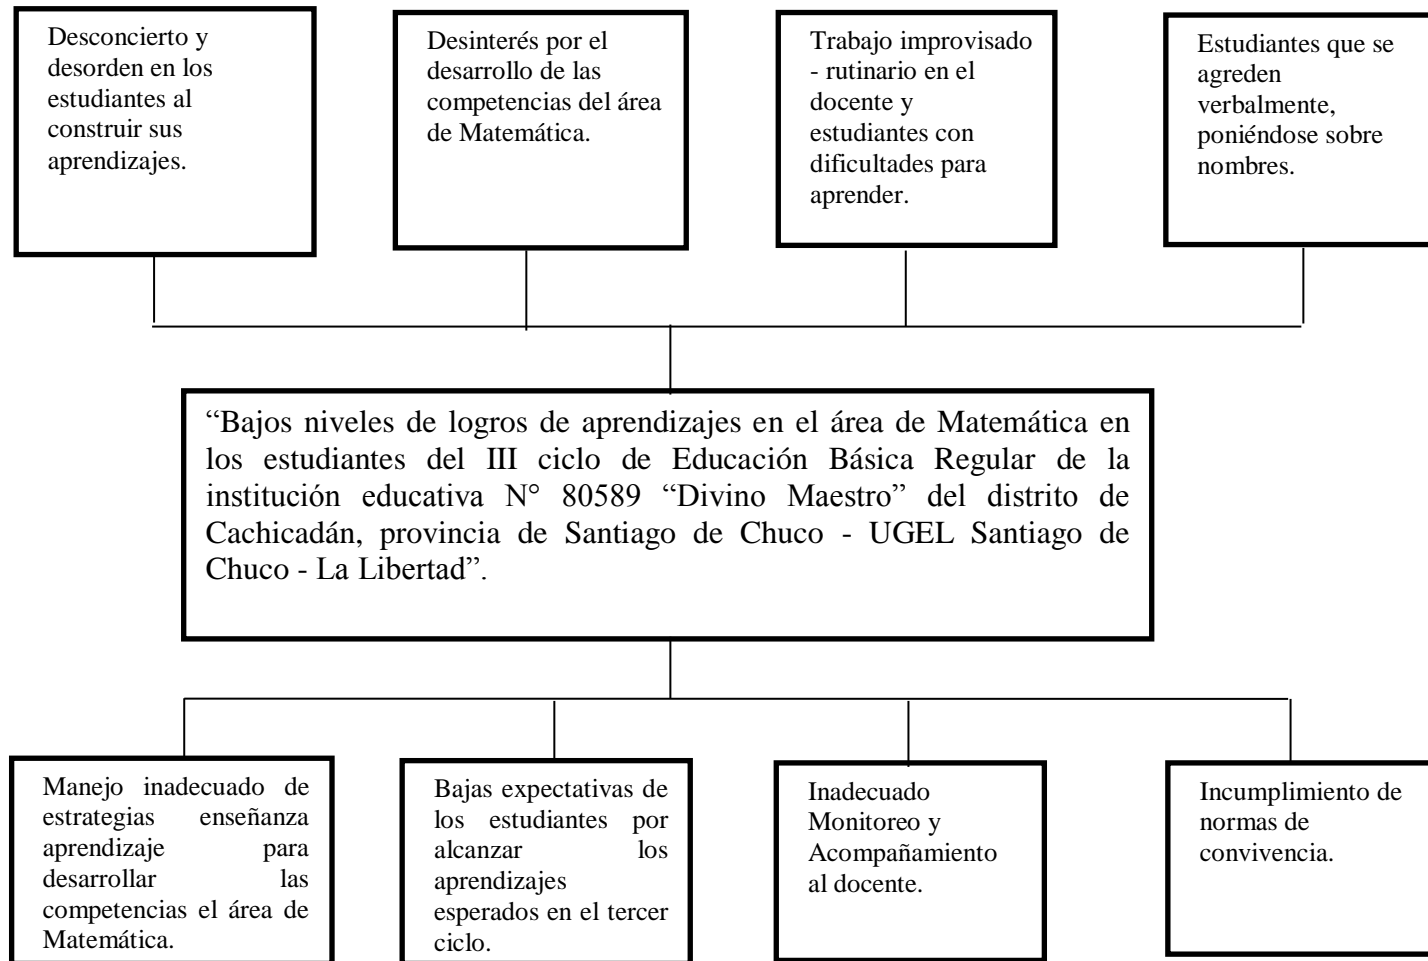 Desconcierto y
desorden en los
estudiantes al
construir sus
aprendizajes.
Desinterés por el
desarrollo de las
competencias del área
de Matemática.
Trabajo improvisado
- rutinario en el
docente y
estudiantes con
dificultades para
aprender.
Estudiantes que se
agreden
verbalmente,
poniéndose sobre
nombres.
“Bajos niveles de logros de aprendizajes en el área de Matemática en
los estudiantes del III ciclo de Educación Básica Regular de la
institución educativa N° 80589 “Divino Maestro” del distrito de
Cachicadán, provincia de Santiago de Chuco - UGEL Santiago de
Chuco - La Libertad”.
Manejo inadecuado de
estrategias enseñanza
aprendizaje para
desarrollar las
competencias el área de
Matemática.
Bajas expectativas de
los estudiantes por
alcanzar los
aprendizajes
esperados en el tercer
ciclo.
Inadecuado
Monitoreo y
Acompañamiento
al docente.
Incumplimiento de
normas de
convivencia.